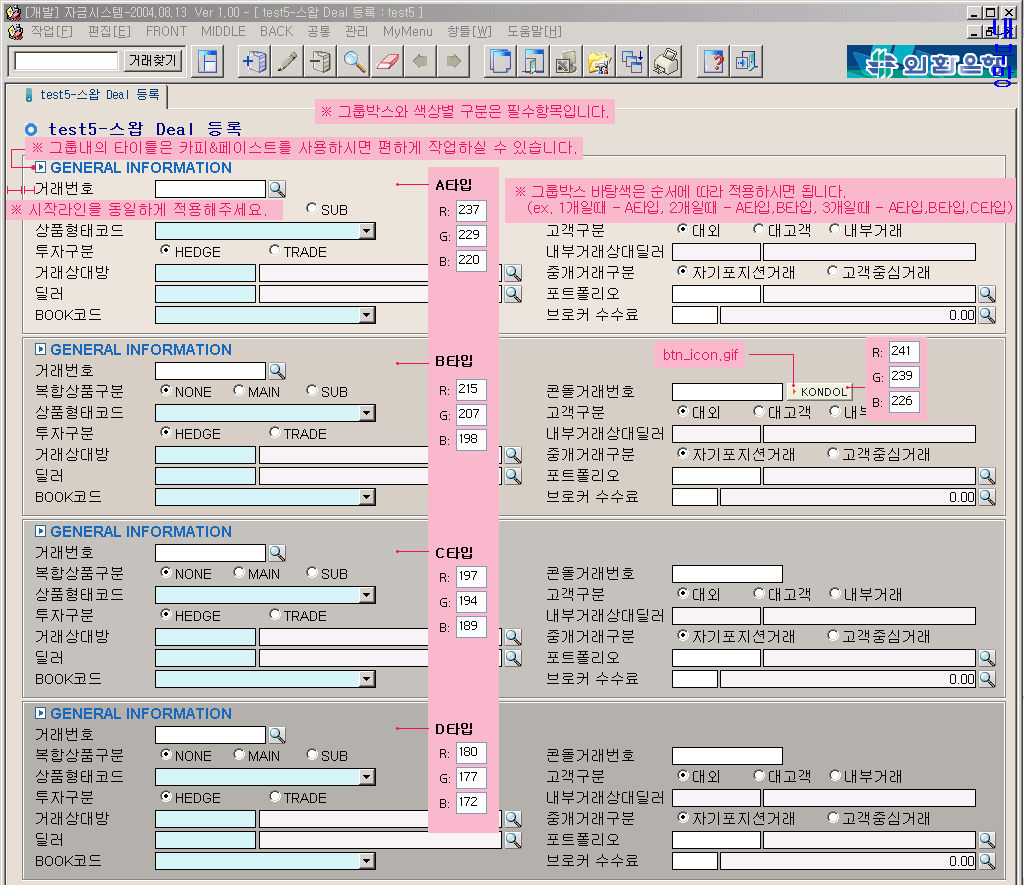 [개발] 자금시스템-2004.08.13 Ver 1.00 - [ test5-스왑 Deal 등록 : test5 ]
작업[F] 편집[E] FRONT MIDDLE BACK 공통 관리 MyMenu 창들[W] 도움말[H]
거래찾기 외환은행
내부망
test5-스왑 Deal 등록
※ 그룹박스와 색상별 구분은 필수항목입니다.
test5-스왑 Deal 등록
※ 그룹내의 타이틀은 카피&페이스트를 사용하시면 편하게 작업하실 수 있습니다.
GENERAL INFORMATION
거래번호 A타입 ※ 그룹박스 바탕색은 순서에 따라 적용하시면 됩니다.
※ 시작라인을 동일하게 적용해주세요. SUB R: 237 (ex. 1개일때 - A타입, 2개일때 - A타입,B타입, 3개일때 - A타입,B타입,C타입)
상품형태코드 G: 229 고객구분 대외 대고객 내부거래
투자구분 HEDGE TRADE B: 220 내부거래상대딜러
거래상대방 중개거래구분 자기포지션거래 고객중심거래
딜러 포트폴리오
BOOK코드 브로커 수수료 0.00
GENERAL INFORMATION btn_icon.gif R: 241
거래번호 B타입 G: 239
복합상품구분 NONE MAIN SUB R: 215 콘돌거래번호 KONDOL B: 226
상품형태코드 G: 207 고객구분 대외 대고객 내부
투자구분 HEDGE TRADE B: 198 내부거래상대딜러
거래상대방 중개거래구분 자기포지션거래 고객중심거래
딜러 포트폴리오
BOOK코드 브로커 수수료 0.00
GENERAL INFORMATION
거래번호 C타입
복합상품구분 NONE MAIN SUB R: 197 콘돌거래번호
상품형태코드 G: 194 고객구분 대외 대고객 내부거래
투자구분 HEDGE TRADE B: 189 내부거래상대딜러
거래상대방 중개거래구분 자기포지션거래 고객중심거래
딜러 포트폴리오
BOOK코드 브로커 수수료 0.00
GENERAL INFORMATION
거래번호 D타입
복합상품구분 NONE MAIN SUB R: 180 콘돌거래번호
상품형태코드 G: 177 고객구분 대외 대고객 내부거래
투자구분 HEDGE TRADE B: 172 내부거래상대딜러
거래상대방 중개거래구분 자기포지션거래 고객중심거래
딜러 포트폴리오
BOOK코드 브로커 수수료 0.00